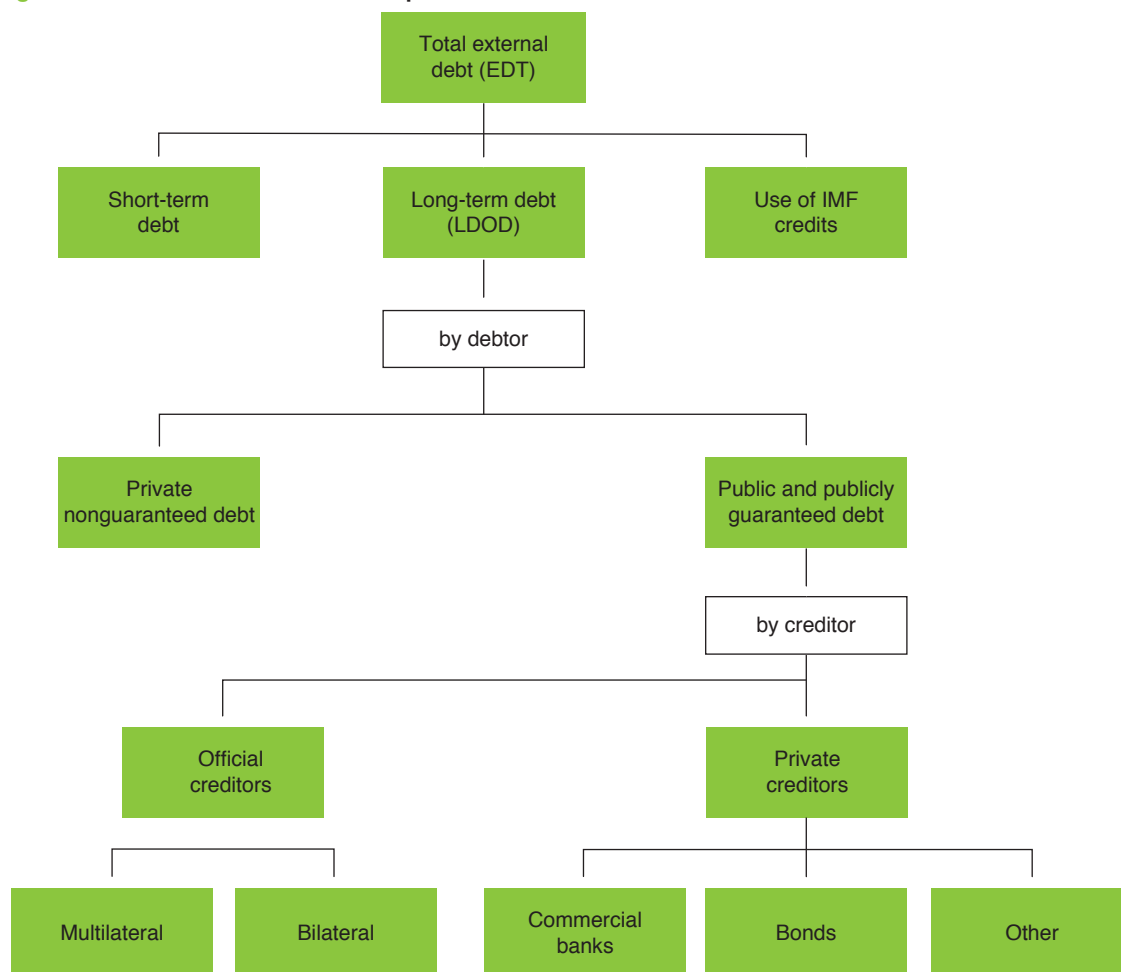 Total external
debt (EDT)
Short-term
debt
Long-term debt
(LDOD)
Use of IMF
credits
by debtor
Private
nonguaranteed debt
Public and publicly
guaranteed debt
by creditor
Official
creditors
Private
creditors
Multilateral
Bilateral
Commercial
banks
Bonds
Other